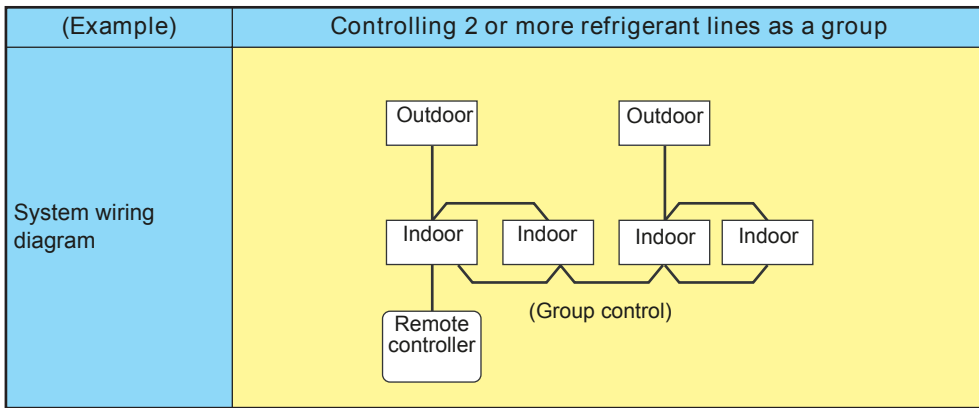 (Example)
Controlling 2 or more refrigerant lines as a group
System wiring
diagram
Outdoor
Outdoor
Indoor
Indoor
Indoor
Indoor
(Group control)
Remote
controller